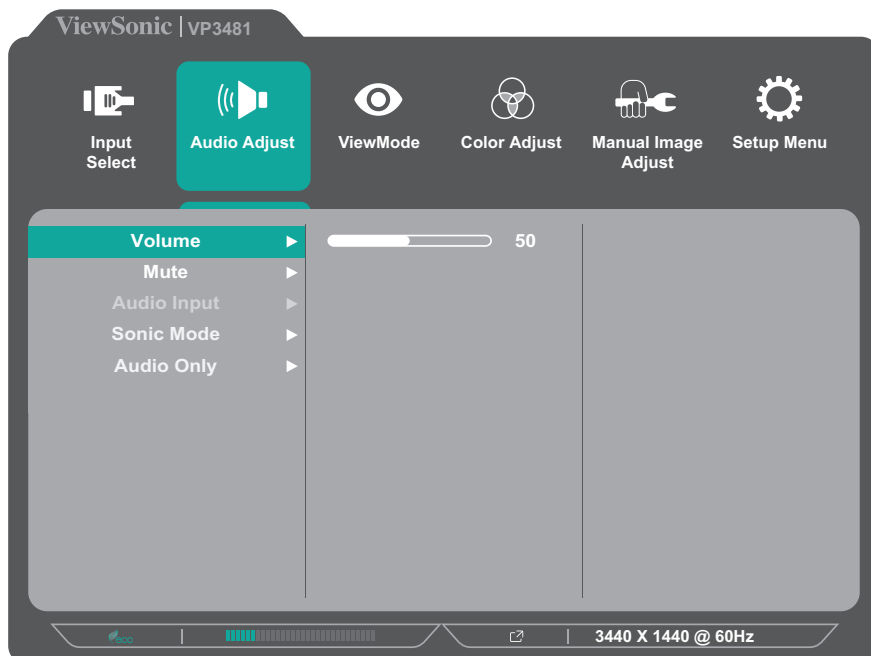 ViewSonic | VP3481
Input Select
Audio Adjust
ViewMode
Color Adjust
Manual Image Adjust
Setup Menu
Volume
50
Mute
Audio Input
Sonic Mode
Audio Only
eco
3440 X 1440 @ 60Hz